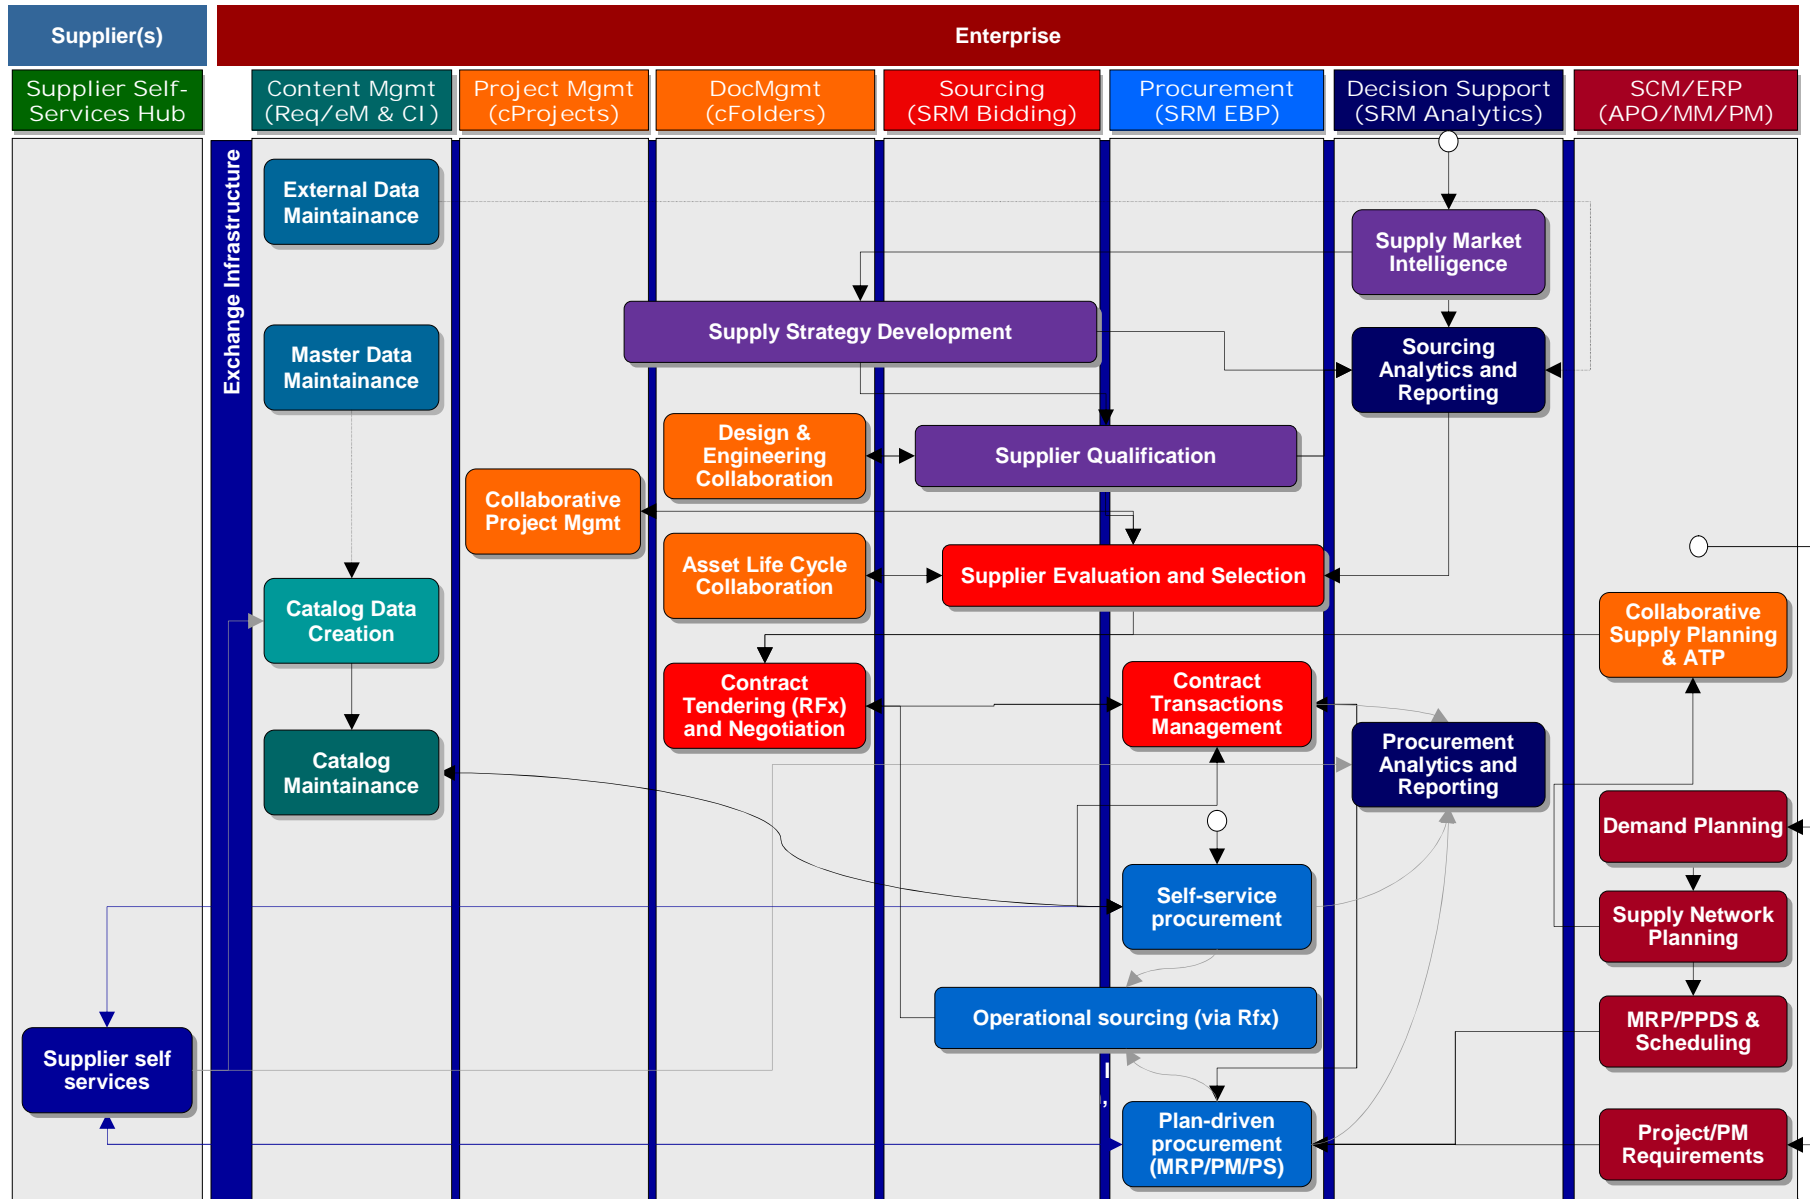 Supplier(s)
Enterprise
Supplier Self-
Services Hub
Content Mgmt
(Req/eM & CI)
Project Mgmt
(cProjects)
DocMgmt
(cFolders)
Sourcing
(SRM Bidding)
Procurement
(SRM EBP)
Decision Support
(SRM Analytics)
SCM/ERP
(APO/MM/PM)
Exchange Infrastructure
External Data
Maintainance
Supply Market
Intelligence
Supply Strategy Development
Master Data
Maintainance
Sourcing
Analytics and
Reporting
Design &
Engineering
Collaboration
Supplier Qualification
Collaborative
Project Mgmt
Asset Life Cycle
Collaboration
Supplier Evaluation and Selection
Catalog Data
Creation
Collaborative
Supply Planning
& ATP
Contract
Tendering (RFx)
and Negotiation
Contract
Transactions
Management
Catalog
Maintainance
Procurement
Analytics and
Reporting
Demand Planning
Self-service
procurement
Supply Network
Planning
Operational sourcing (via Rfx)
MRP/PPDS &
Scheduling
Supplier self
services
Plan-driven
procurement
(MRP/PM/PS)
Project/PM
Requirements